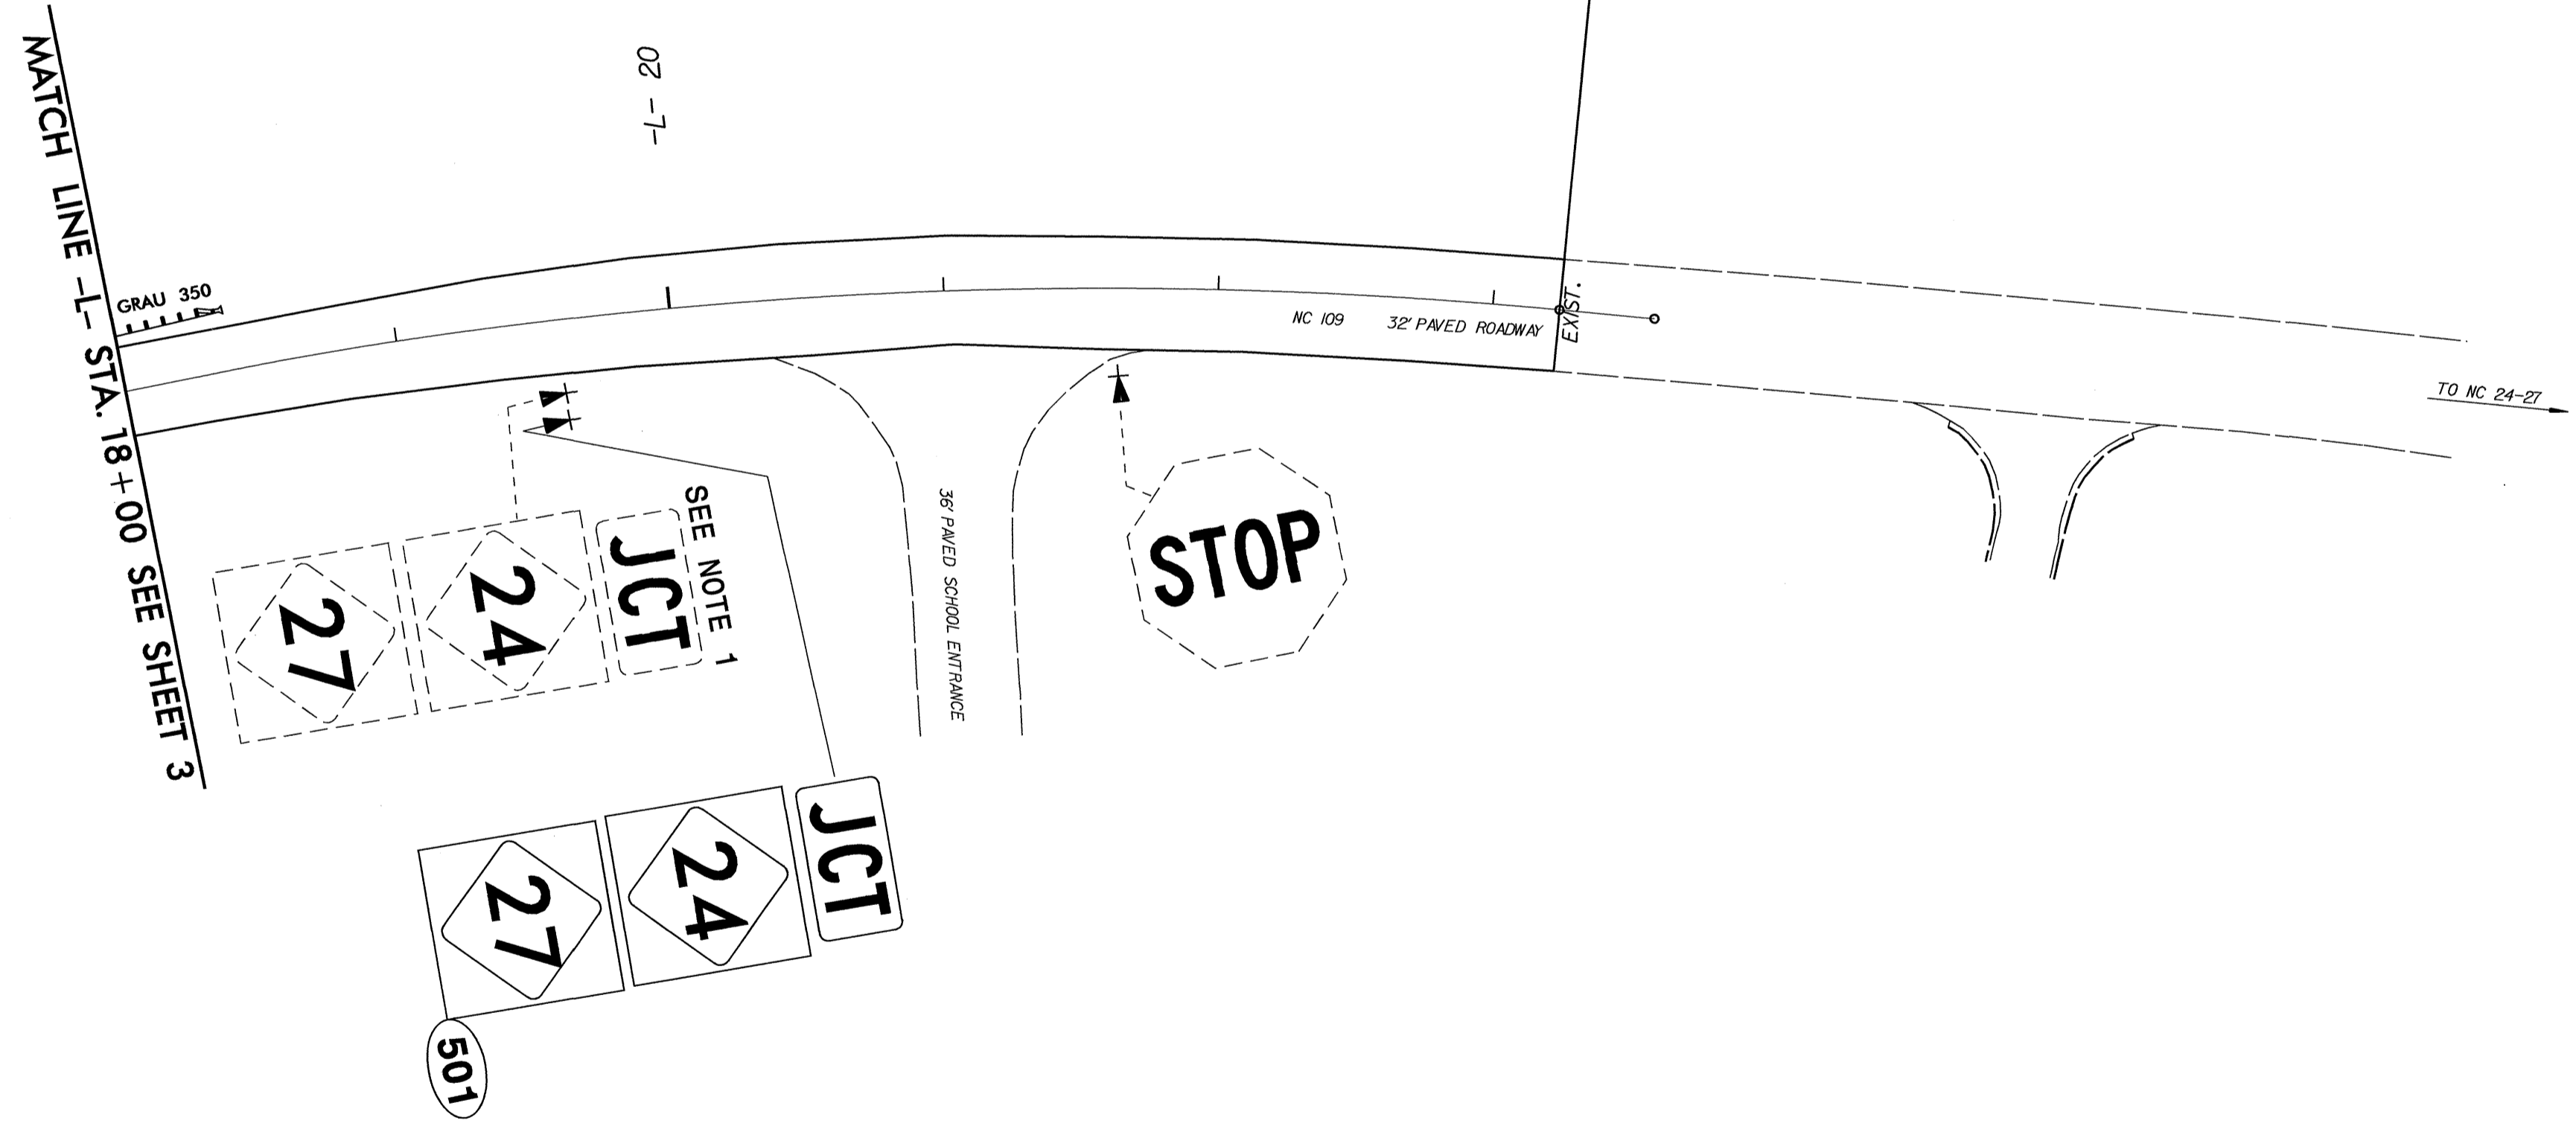 MATCH LINE -L- STA. 18+00 SEE SHEET 3
-L- 20
GRAU 350
NC 109
32' PAVED ROADWAY
EXIST.
TO NC 24-27
36' PAVED SCHOOL ENTRANCE
STOP
SEE NOTE 1
JCT
24
27
JCT
24
27
501